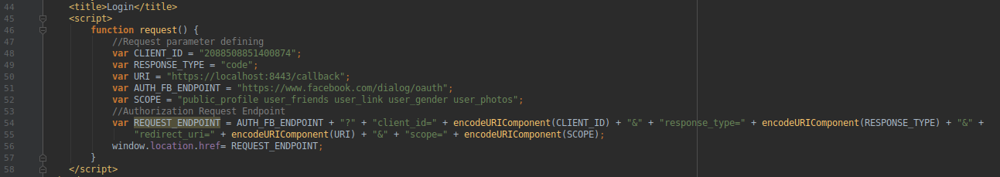 44 <title>Login</title>
45 <script>
46 function request() {
47 //Request parameter defining
48 var CLIENT_ID = "2088508851400874";
49 var RESPONSE_TYPE = "code";
50 var URI = "https://localhost:8443/callback";
51 var AUTH_FB_ENDPOINT = "https://www.facebook.com/dialog/oauth";
52 var SCOPE = "public_profile user_friends user_link user_gender user_photos";
53 //Authorization Request Endpoint
54 var REQUEST_ENDPOINT = AUTH_FB_ENDPOINT + "?" + "client_id=" + encodeURIComponent(CLIENT_ID) + "&" + "response_type=" + encodeURIComponent(RESPONSE_TYPE) + "&" +
55 "redirect_uri=" + encodeURIComponent(URI) + "&" + "scope=" + encodeURIComponent(SCOPE);
56 window.location.href= REQUEST_ENDPOINT;
57 }
58 </script>